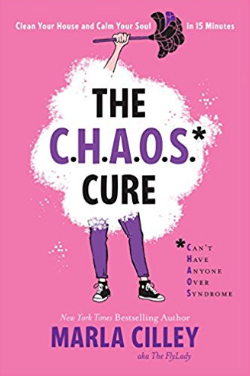 Clean Your House and Calm Your Soul in 15 Minutes
THE
C.H.A.O.S.*
CURE
*CAN'T
HAVE
ANYONE
OVER
SYNDROME
New York Times Bestselling Author
MARLA CILLEY
aka The FlyLady